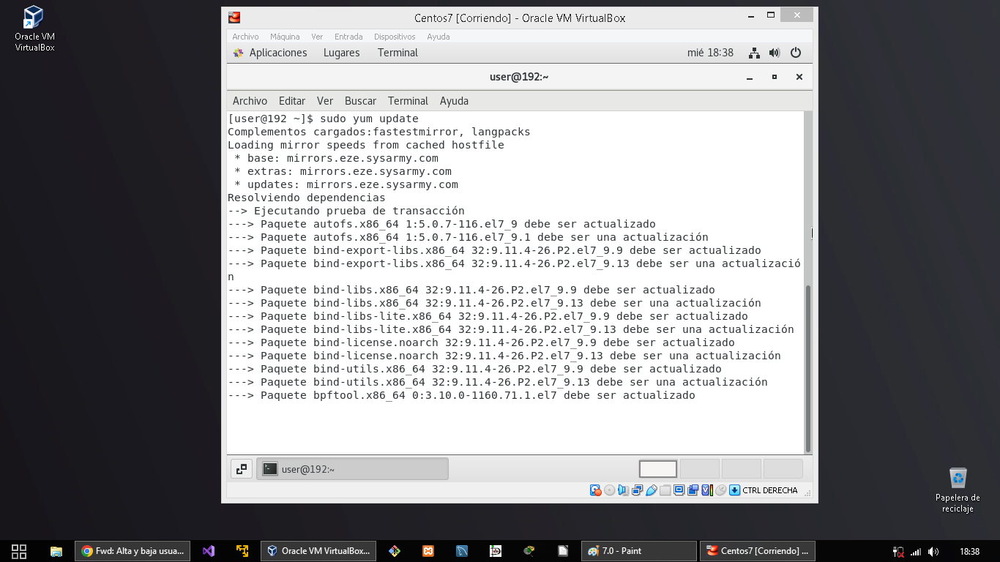 Oracle VM
VirtualBox
Centos7 [Corriendo] - Oracle VM VirtualBox
Archivo Máquina Ver Entrada Dispositivos Ayuda
Aplicaciones Lugares Terminal mié 18:38
user@192:~
Archivo Editar Ver Buscar Terminal Ayuda
[user@192 ~]$ sudo yum update
Complementos cargados:fastestmirror, langpacks
Loading mirror speeds from cached hostfile
 * base: mirrors.eze.sysarmy.com
 * extras: mirrors.eze.sysarmy.com
 * updates: mirrors.eze.sysarmy.com
Resolviendo dependencias
--> Ejecutando prueba de transacción
---> Paquete autofs.x86_64 1:5.0.7-116.el7_9 debe ser actualizado
---> Paquete autofs.x86_64 1:5.0.7-116.el7_9.1 debe ser una actualización
---> Paquete bind-export-libs.x86_64 32:9.11.4-26.P2.el7_9.9 debe ser actualizado
---> Paquete bind-export-libs.x86_64 32:9.11.4-26.P2.el7_9.13 debe ser una actualizació
n
---> Paquete bind-libs.x86_64 32:9.11.4-26.P2.el7_9.9 debe ser actualizado
---> Paquete bind-libs.x86_64 32:9.11.4-26.P2.el7_9.13 debe ser una actualización
---> Paquete bind-libs-lite.x86_64 32:9.11.4-26.P2.el7_9.9 debe ser actualizado
---> Paquete bind-libs-lite.x86_64 32:9.11.4-26.P2.el7_9.13 debe ser una actualización
---> Paquete bind-license.noarch 32:9.11.4-26.P2.el7_9.9 debe ser actualizado
---> Paquete bind-license.noarch 32:9.11.4-26.P2.el7_9.13 debe ser una actualización
---> Paquete bind-utils.x86_64 32:9.11.4-26.P2.el7_9.9 debe ser actualizado
---> Paquete bind-utils.x86_64 32:9.11.4-26.P2.el7_9.13 debe ser una actualización
---> Paquete bpftool.x86_64 0:3.10.0-1160.71.1.el7 debe ser actualizado
user@192:~
CTRL DERECHA
Papelera de
reciclaje
Fwd: Alta y baja usua... Oracle VM VirtualBox... 7.0 - Paint Centos7 [Corriendo] ... 18:38